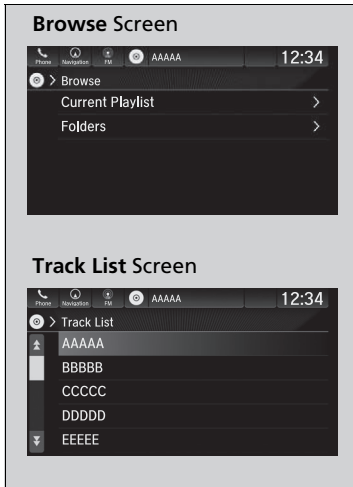 Browse Screen
Phone Navigation FM AAAAA 12:34
Browse
Current Playlist
Folders
Track List Screen
Phone Navigation FM AAAAA 12:34
Track List
AAAAA
BBBBB
CCCCC
DDDDD
EEEEE